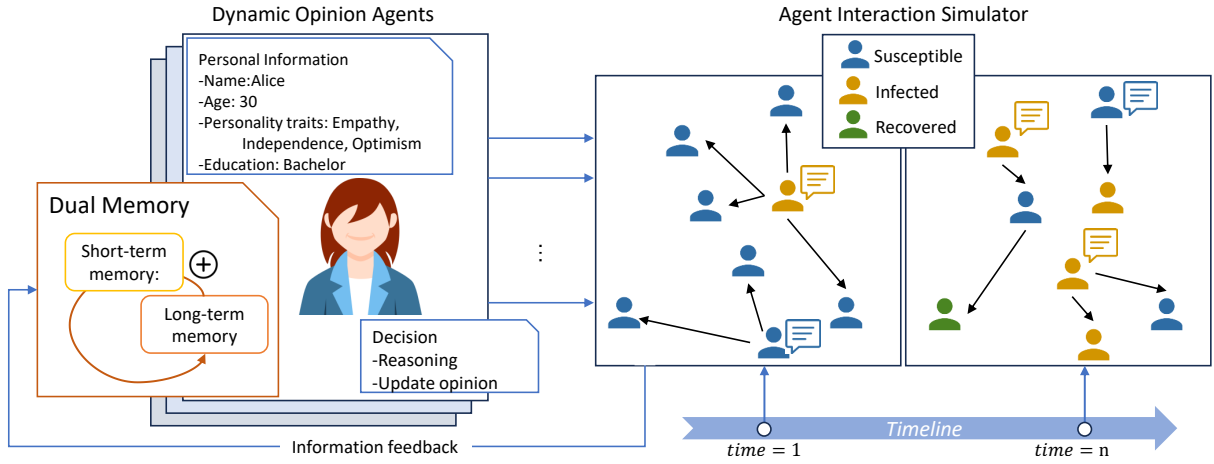 Dynamic Opinion Agents
Personal Information
-Name:Alice
-Age: 30
-Personality traits: Empathy,
Independence, Optimism
-Education: Bachelor
Dual Memory
Short-term
memory:
Long-term
memory
Decision
-Reasoning
-Update opinion
Information feedback
⋮
Agent Interaction Simulator
Susceptible
Infected
Recovered
Timeline
time = 1
time = n